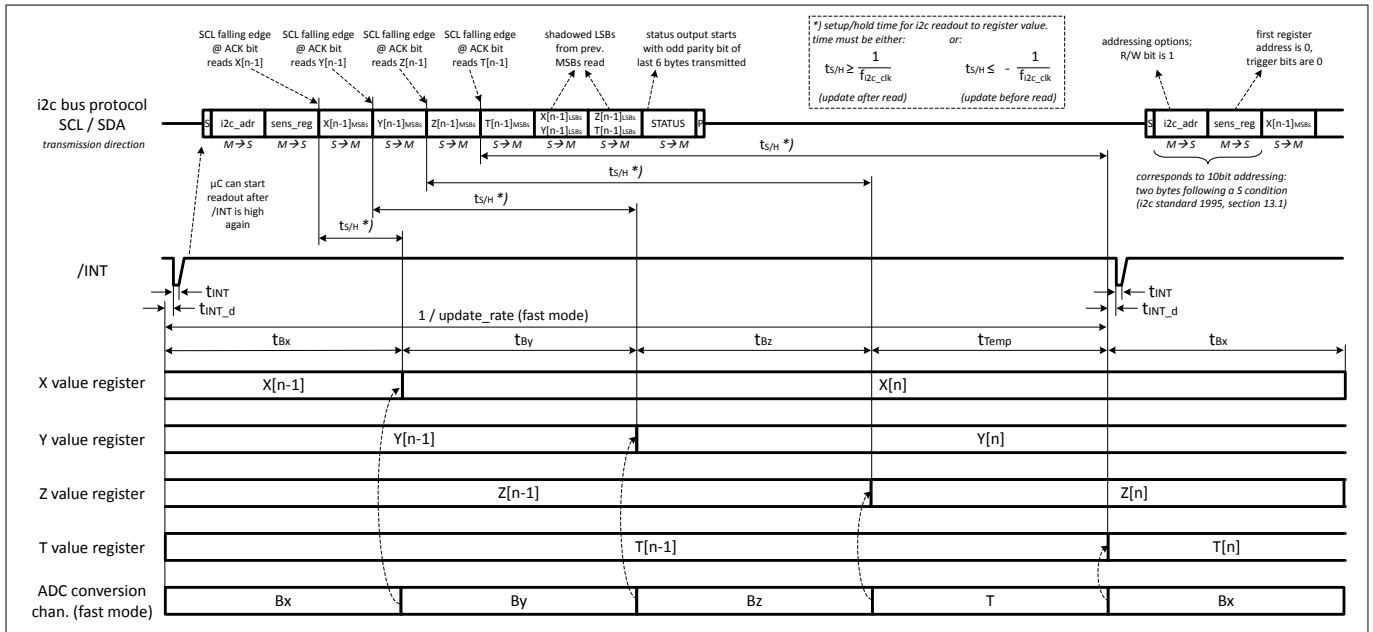 SCL falling edge
@ ACK bit
reads X[n-1]
SCL falling edge
@ ACK bit
reads Y[n-1]
SCL falling edge
@ ACK bit
reads Z[n-1]
SCL falling edge
@ ACK bit
reads T[n-1]
shadowed LSBs
from prev.
MSBs read
status output starts
with odd parity bit of
last 6 bytes transmitted
*) setup/hold time for i2c readout to register value.
time must be either: or:
tS/H ≥ 1 / fi2c_clk tS/H ≤ - 1 / fi2c_clk
(update after read) (update before read)
addressing options;
R/W bit is 1
first register
address is 0,
trigger bits are 0
i2c bus protocol
SCL / SDA
transmission direction
S i2c_adr sens_reg X[n-1]MSBs Y[n-1]MSBs Z[n-1]MSBs T[n-1]MSBs X[n-1]LSBs Y[n-1]LSBs Z[n-1]LSBs T[n-1]LSBs STATUS P
M→S M→S S→M S→M S→M S→M S→M S→M S→M
S i2c_adr sens_reg X[n-1]MSBs
M→S M→S S→M
tS/H *)
tS/H *)
tS/H *)
tS/H *)
corresponds to 10bit addressing:
two bytes following a S condition
(i2c standard 1995, section 13.1)
µC can start
readout after
/INT is high
again
/INT
tINT
tINT_d
tINT
tINT_d
1 / update_rate (fast mode)
tBx tBy tBz tTemp tBx
X value register X[n-1] X[n]
Y value register Y[n-1] Y[n]
Z value register Z[n-1] Z[n]
T value register T[n-1] T[n]
ADC conversion
chan. (fast mode)
Bx By Bz T Bx